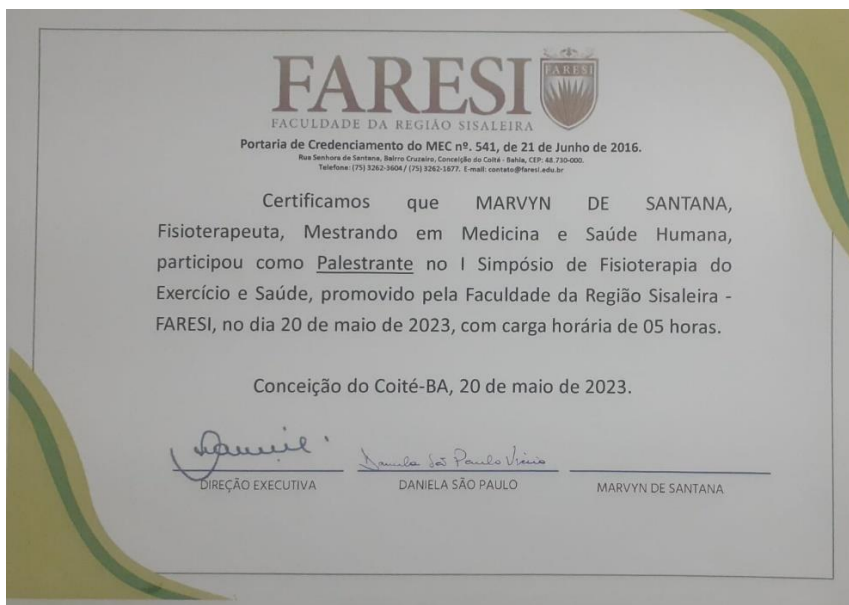 FARESI
FARESI
FACULDADE DA REGIÃO SISALEIRA
Portaria de Credenciamento do MEC nº. 541, de 21 de Junho de 2016.
Rua Senhora de Santana, Bairro Cruzeiro, Conceição do Coité - Bahia, CEP: 48.730-000.
Telefone: (75) 3262-3604 / (75) 3262-1677. E-mail: contato@faresi.edu.br
Certificamos que MARVYN DE SANTANA,
Fisioterapeuta, Mestrando em Medicina e Saúde Humana,
participou como Palestrante no I Simpósio de Fisioterapia do
Exercício e Saúde, promovido pela Faculdade da Região Sisaleira -
FARESI, no dia 20 de maio de 2023, com carga horária de 05 horas.
Conceição do Coité-BA, 20 de maio de 2023.
Daniela São Paulo Vieira
DIREÇÃO EXECUTIVA
DANIELA SÃO PAULO
MARVYN DE SANTANA